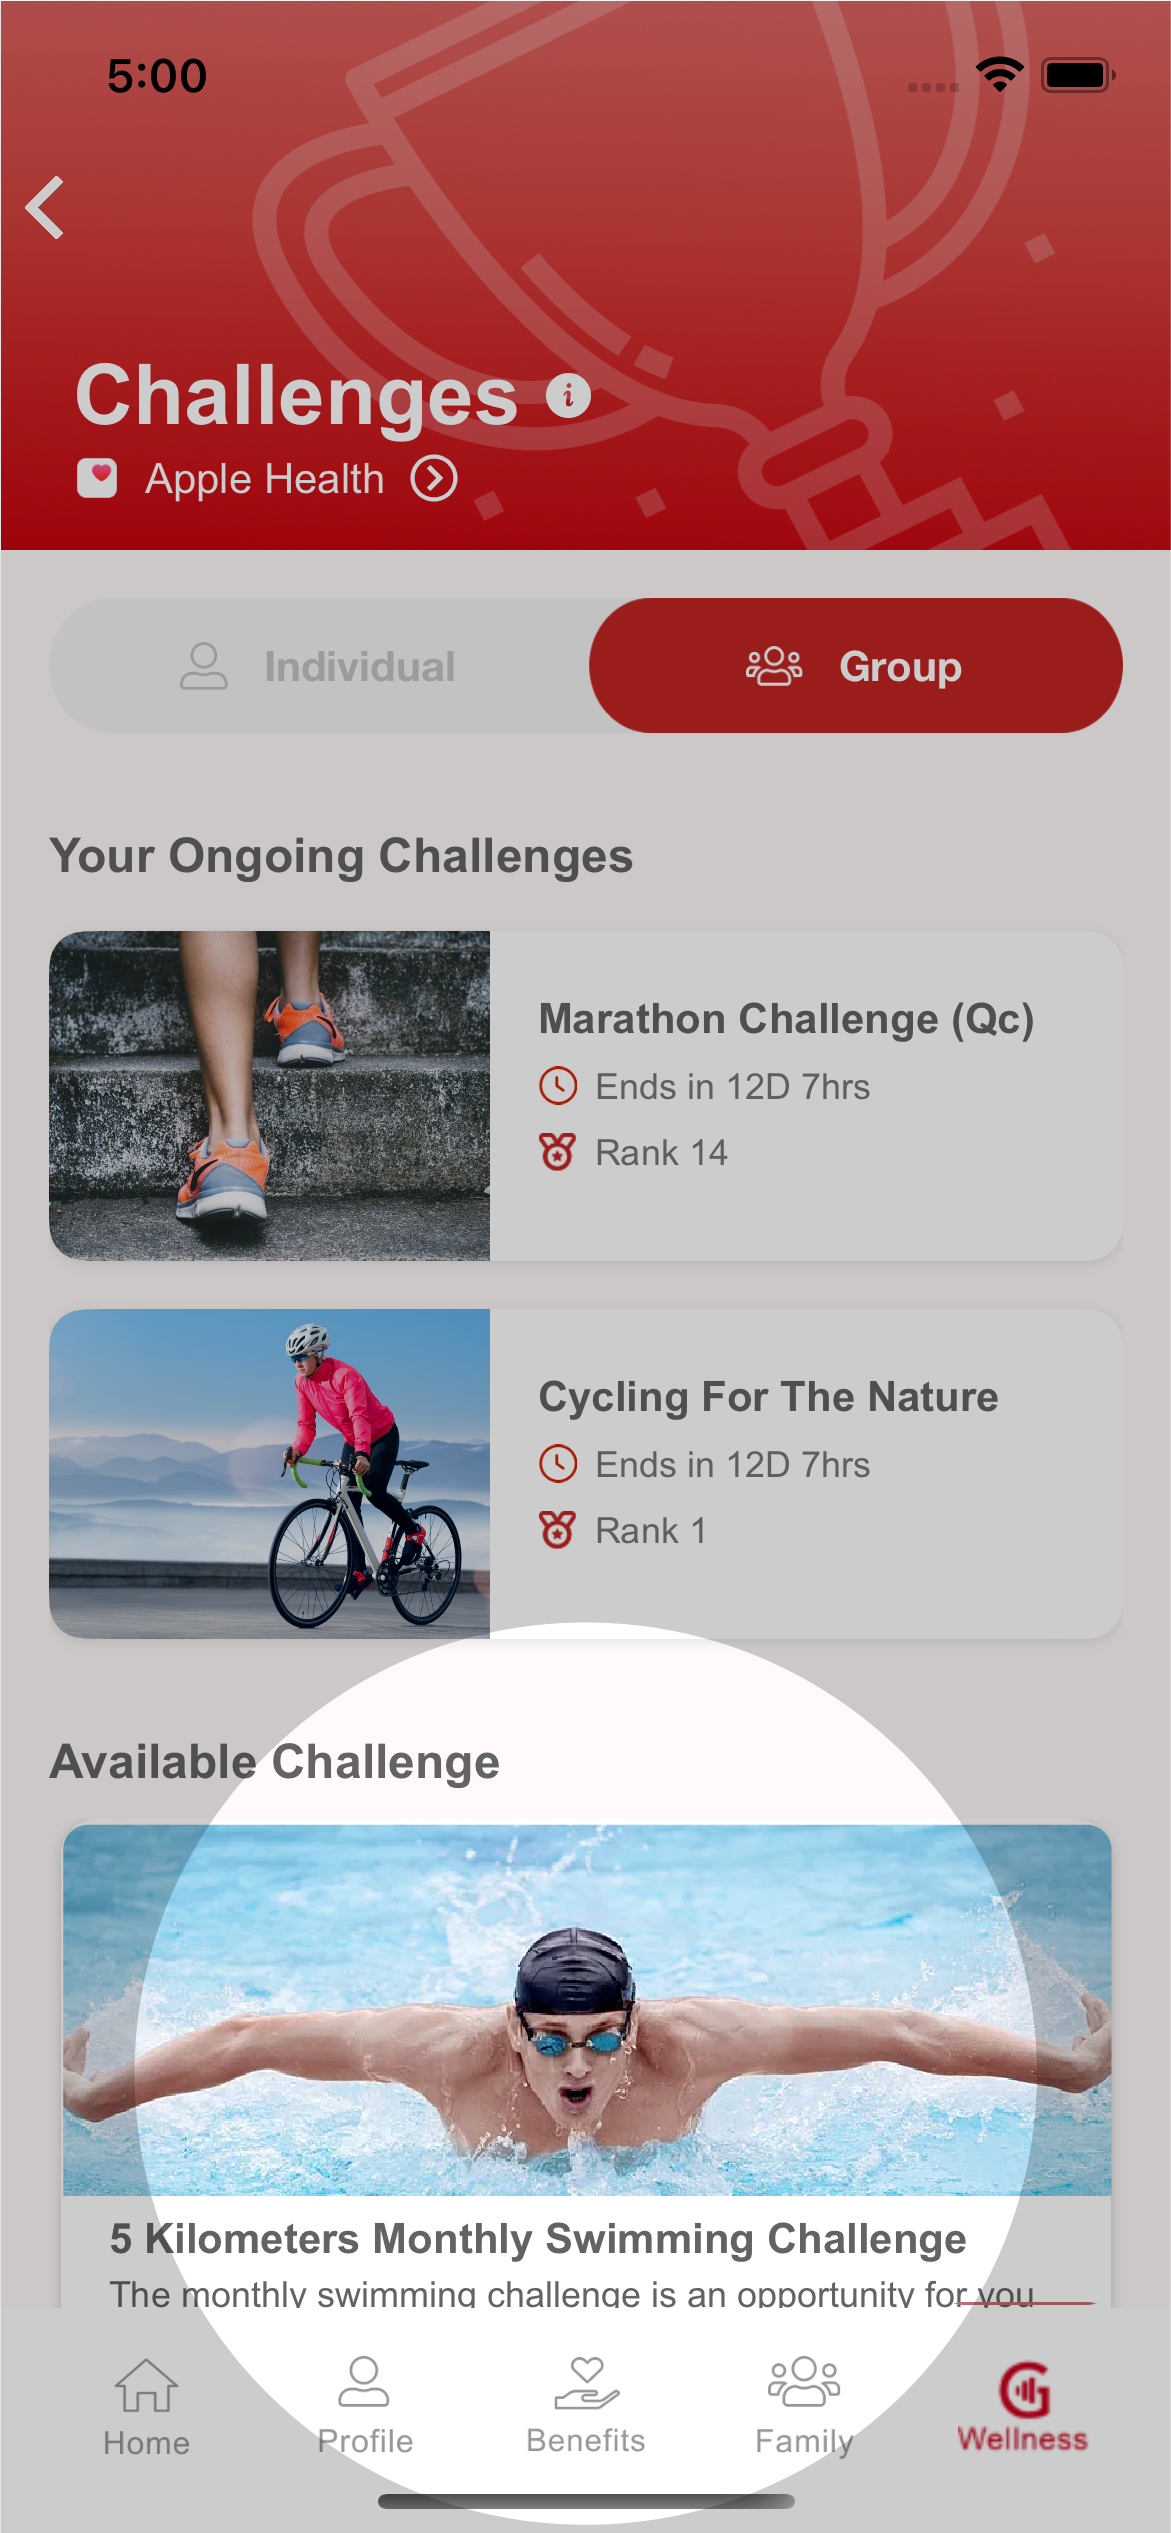 5:00
Challenges
Apple Health
Individual
Group
Your Ongoing Challenges
Marathon Challenge (Qc)
Ends in 12D 7hrs
Rank 14
Cycling For The Nature
Ends in 12D 7hrs
Rank 1
Available Challenge
5 Kilometers Monthly Swimming Challenge
The monthly swimming challenge is an opportunity for you
Home
Profile
Benefits
Family
Wellness